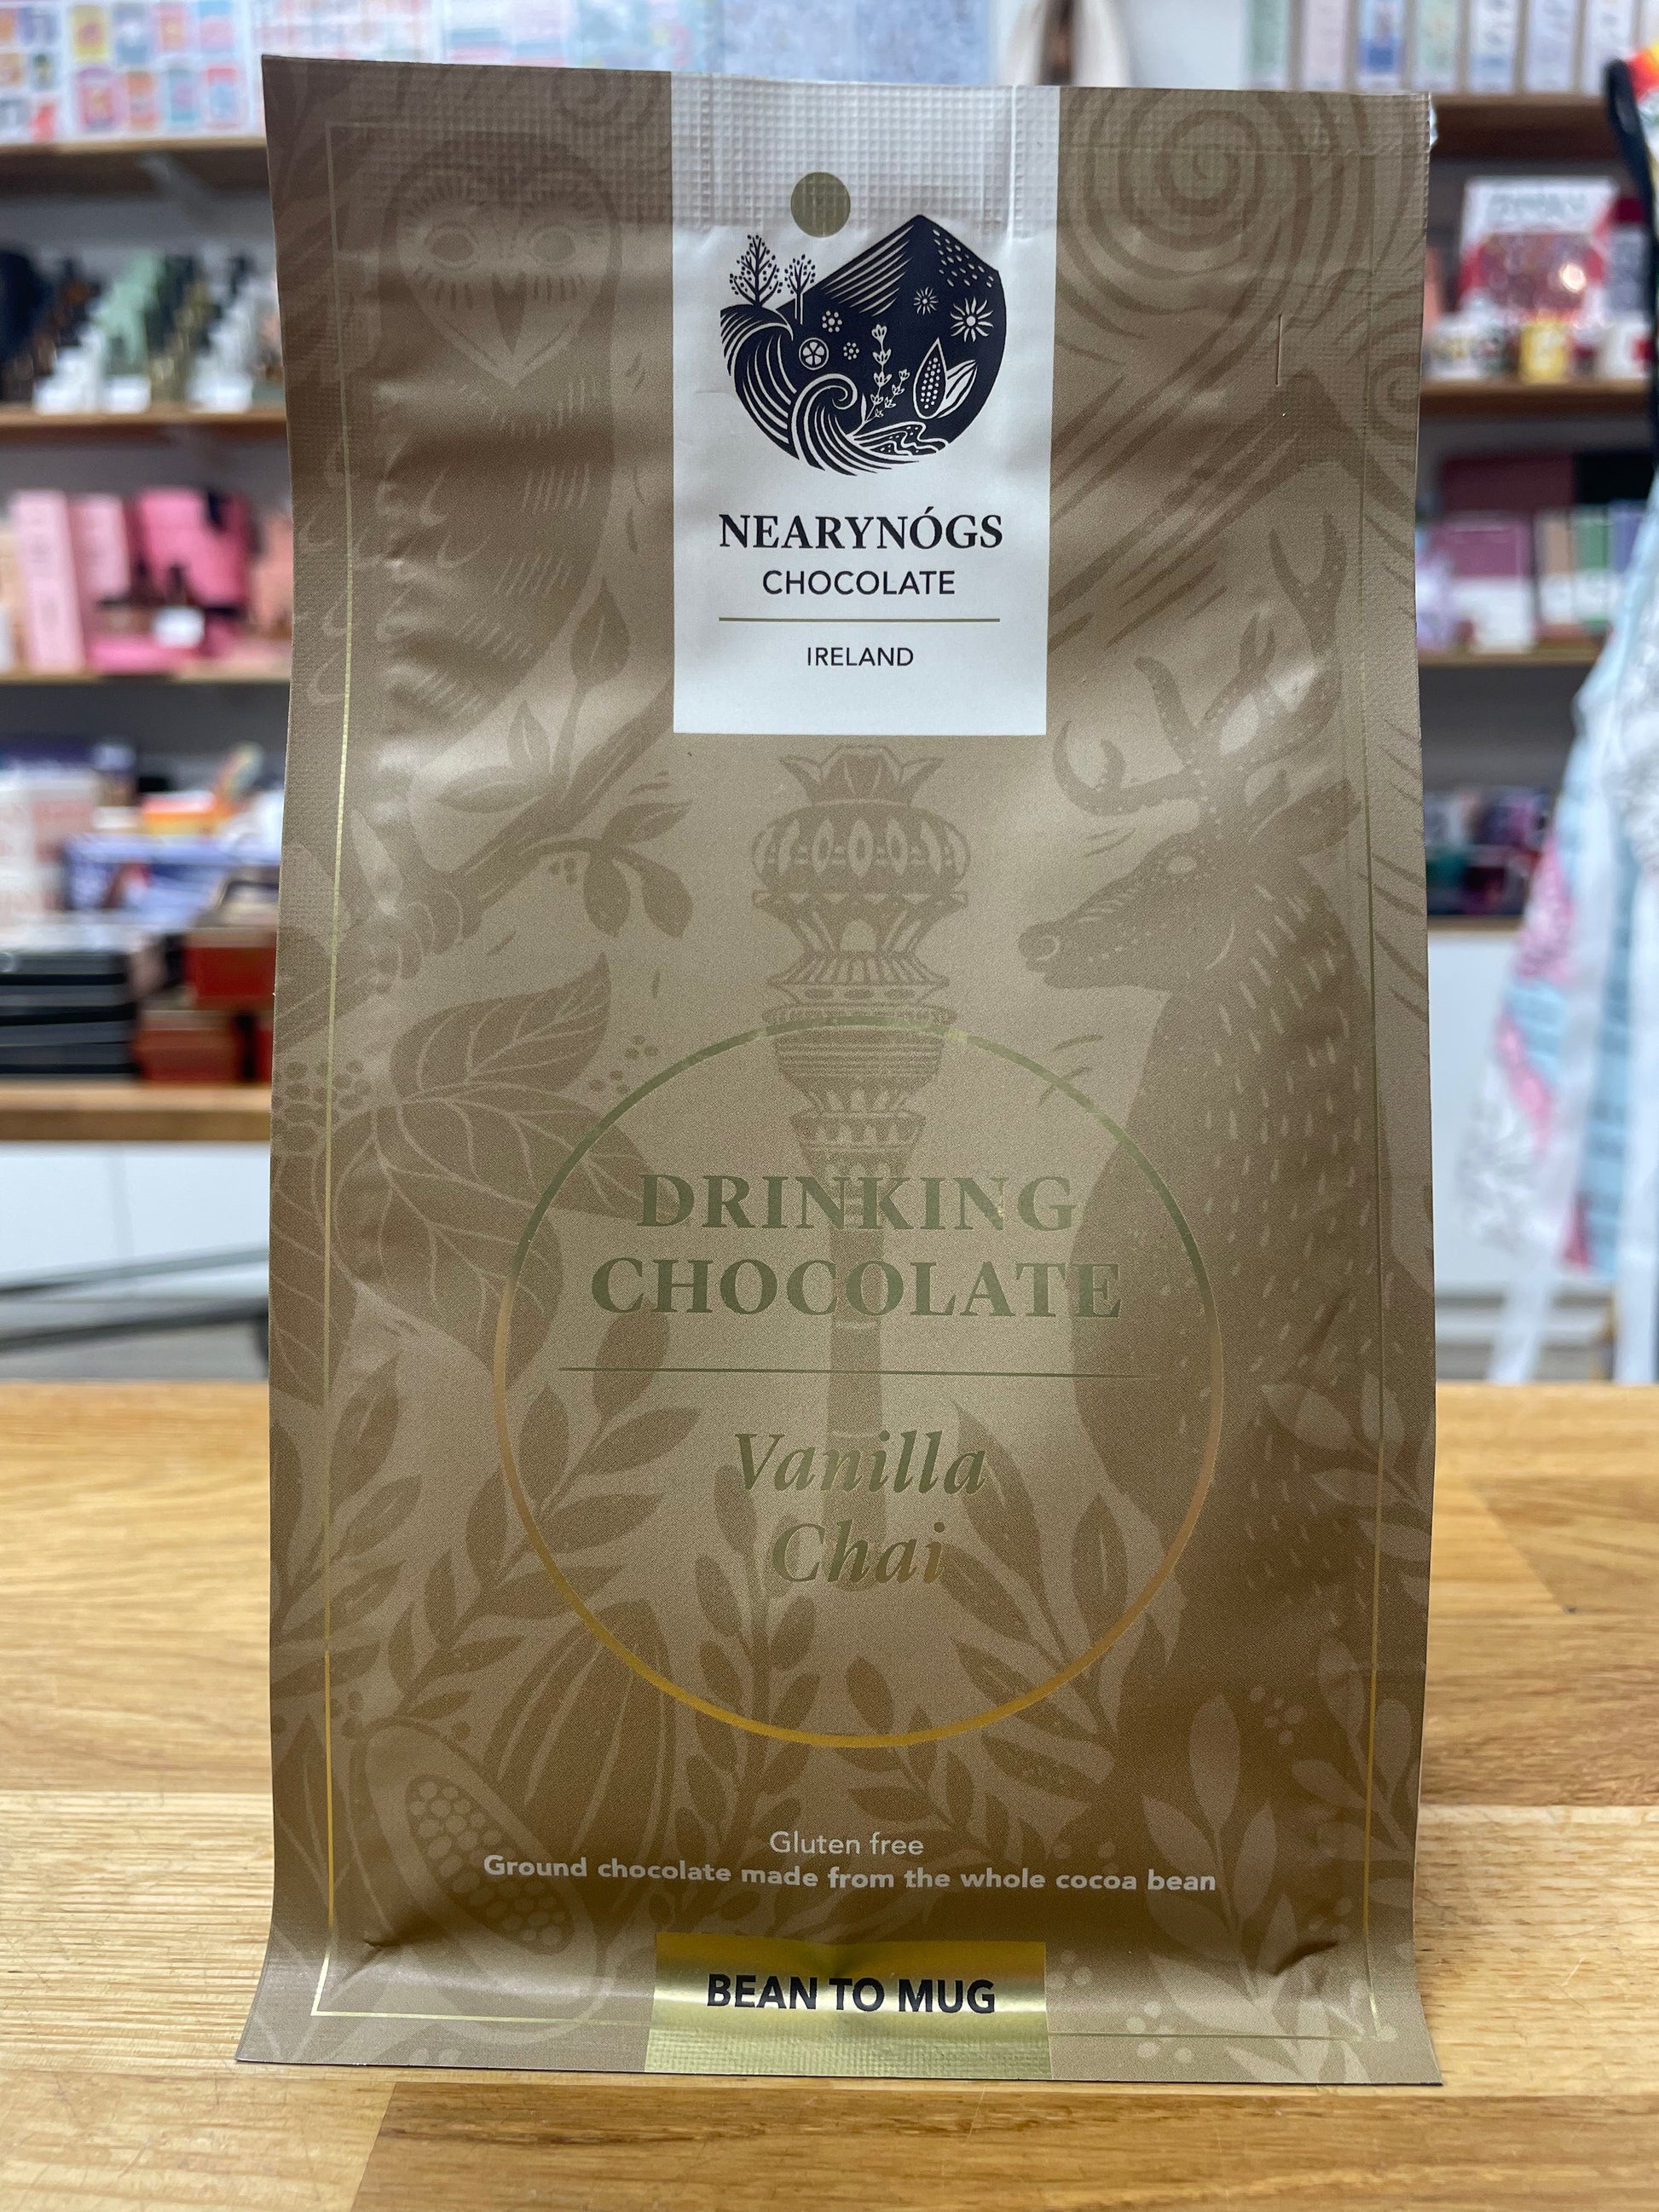 NEARYNÓGS
CHOCOLATE
IRELAND
DRINKING
CHOCOLATE
Vanilla
Chai
Gluten free
Ground chocolate made from the whole cocoa bean
BEAN TO MUG